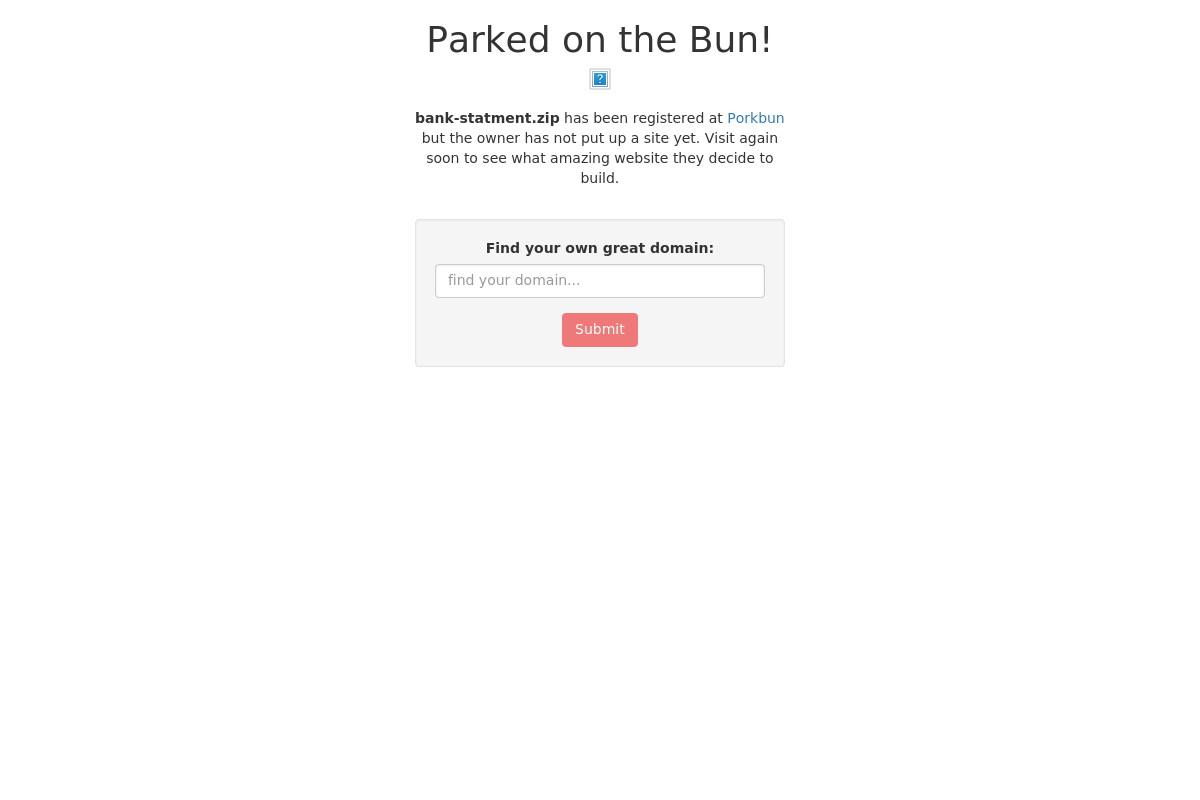 Parked on the Bun!
?
bank-statment.zip has been registered at Porkbun
but the owner has not put up a site yet. Visit again
soon to see what amazing website they decide to
build.
Find your own great domain:
find your domain...
Submit